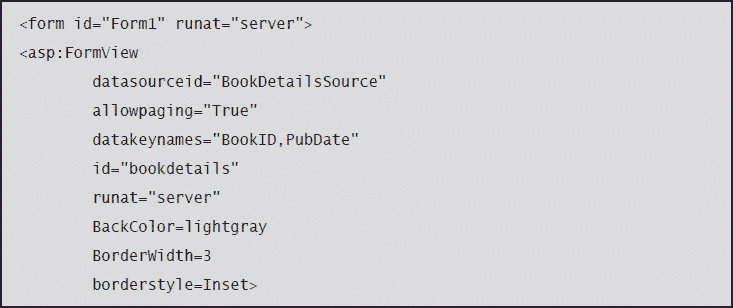 <form id="Form1" runat="server">
<asp:FormView
datasourceid="BookDetailsSource"
allowpaging="True"
datakeynames="BookID,PubDate"
id="bookdetails"
runat="server"
BackColor=lightgray
BorderWidth=3
borderstyle=Inset>